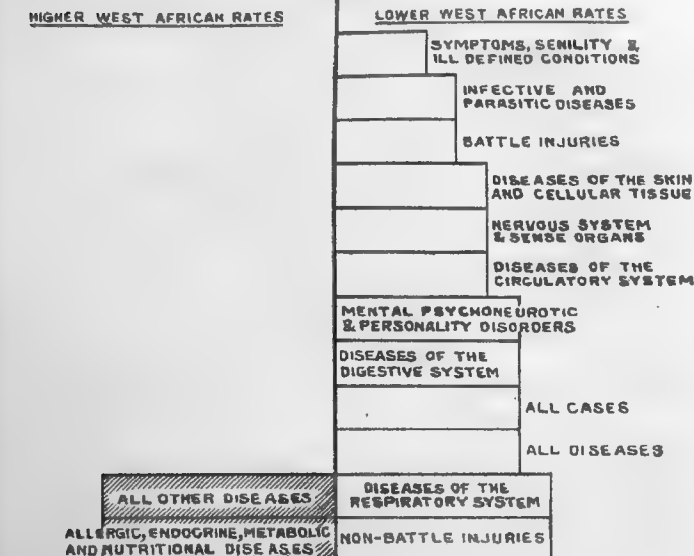 HIGHER WEST AFRICAN RATES
LOWER WEST AFRICAN RATES
SYMPTOMS, SENILITY &
ILL DEFINED CONDITIONS
INFECTIVE AND
PARASITIC DISEASES
BATTLE INJURIES
DISEASES OF THE SKIN
AND CELLULAR TISSUE
NERVOUS SYSTEM
& SENSE ORGANS
DISEASES OF THE
CIRCULATORY SYSTEM
MENTAL PSYCHONEUROTIC
& PERSONALITY DISORDERS
DISEASES OF THE
DIGESTIVE SYSTEM
ALL CASES
ALL DISEASES
ALL OTHER DISEASES
DISEASES OF THE
RESPIRATORY SYSTEM
ALLERGIC, ENDOCRINE, METABOLIC
AND NUTRITIONAL DISEASES
NON-BATTLE INJURIES